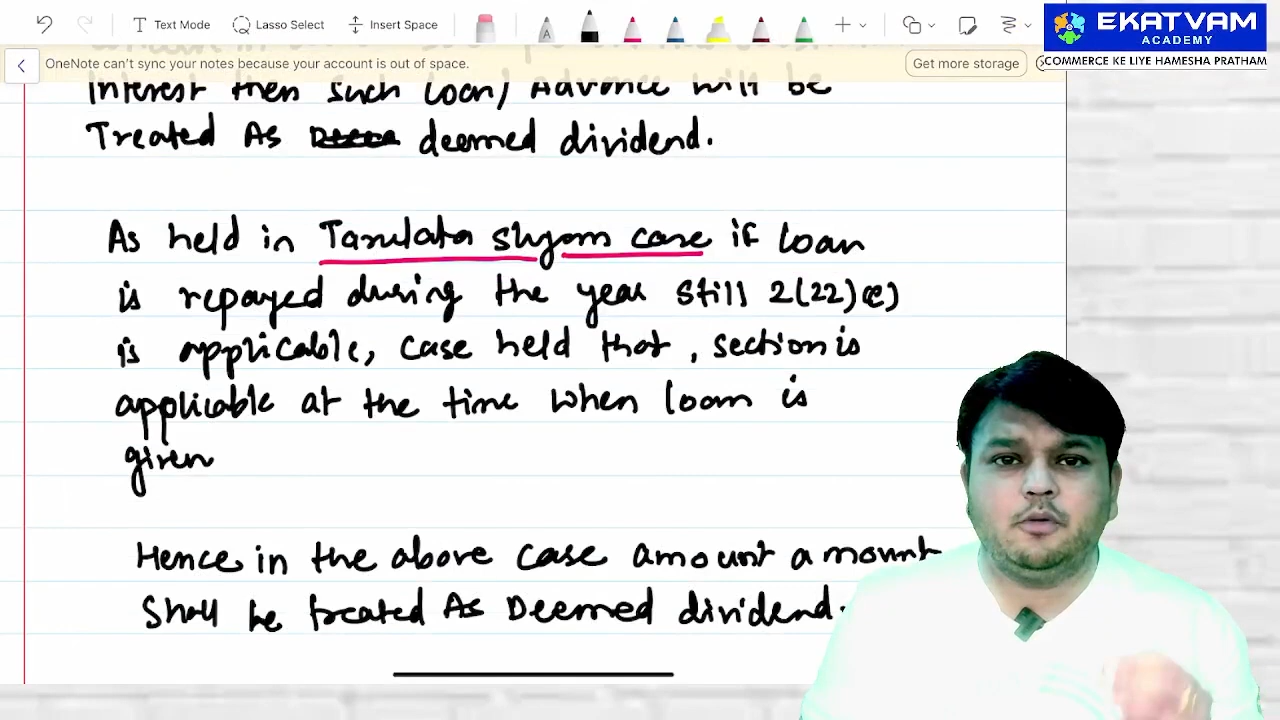 Text Mode
Lasso Select
Insert Space
EKATVAM
ACADEMY
COMMERCE KE LIYE HAMESHA PRATHAM
OneNote can't sync your notes because your account is out of space.
Get more storage
Interest then such loan) Advance will be
Treated As deemed dividend.
As held in Tarulata shyam case if loan
is repayed during the year still 2(22)(e)
is applicable, case held that, section is
applicable at the time when loan is
given
Hence in the above case amount amount
Shall be treated As Deemed dividend.